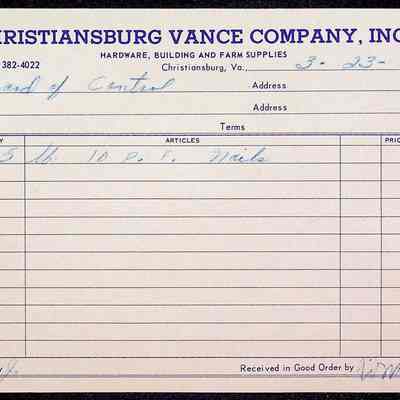 HRISTIANSBURG VANCE COMPANY, INC
HARDWARE, BUILDING AND FARM SUPPLIES
382-4022 Christiansburg, Va., 3-23-
ard of Control Address
Address
Terms
Y ARTICLES PRIC
5 lb 10 P. Nails
Received in Good Order by